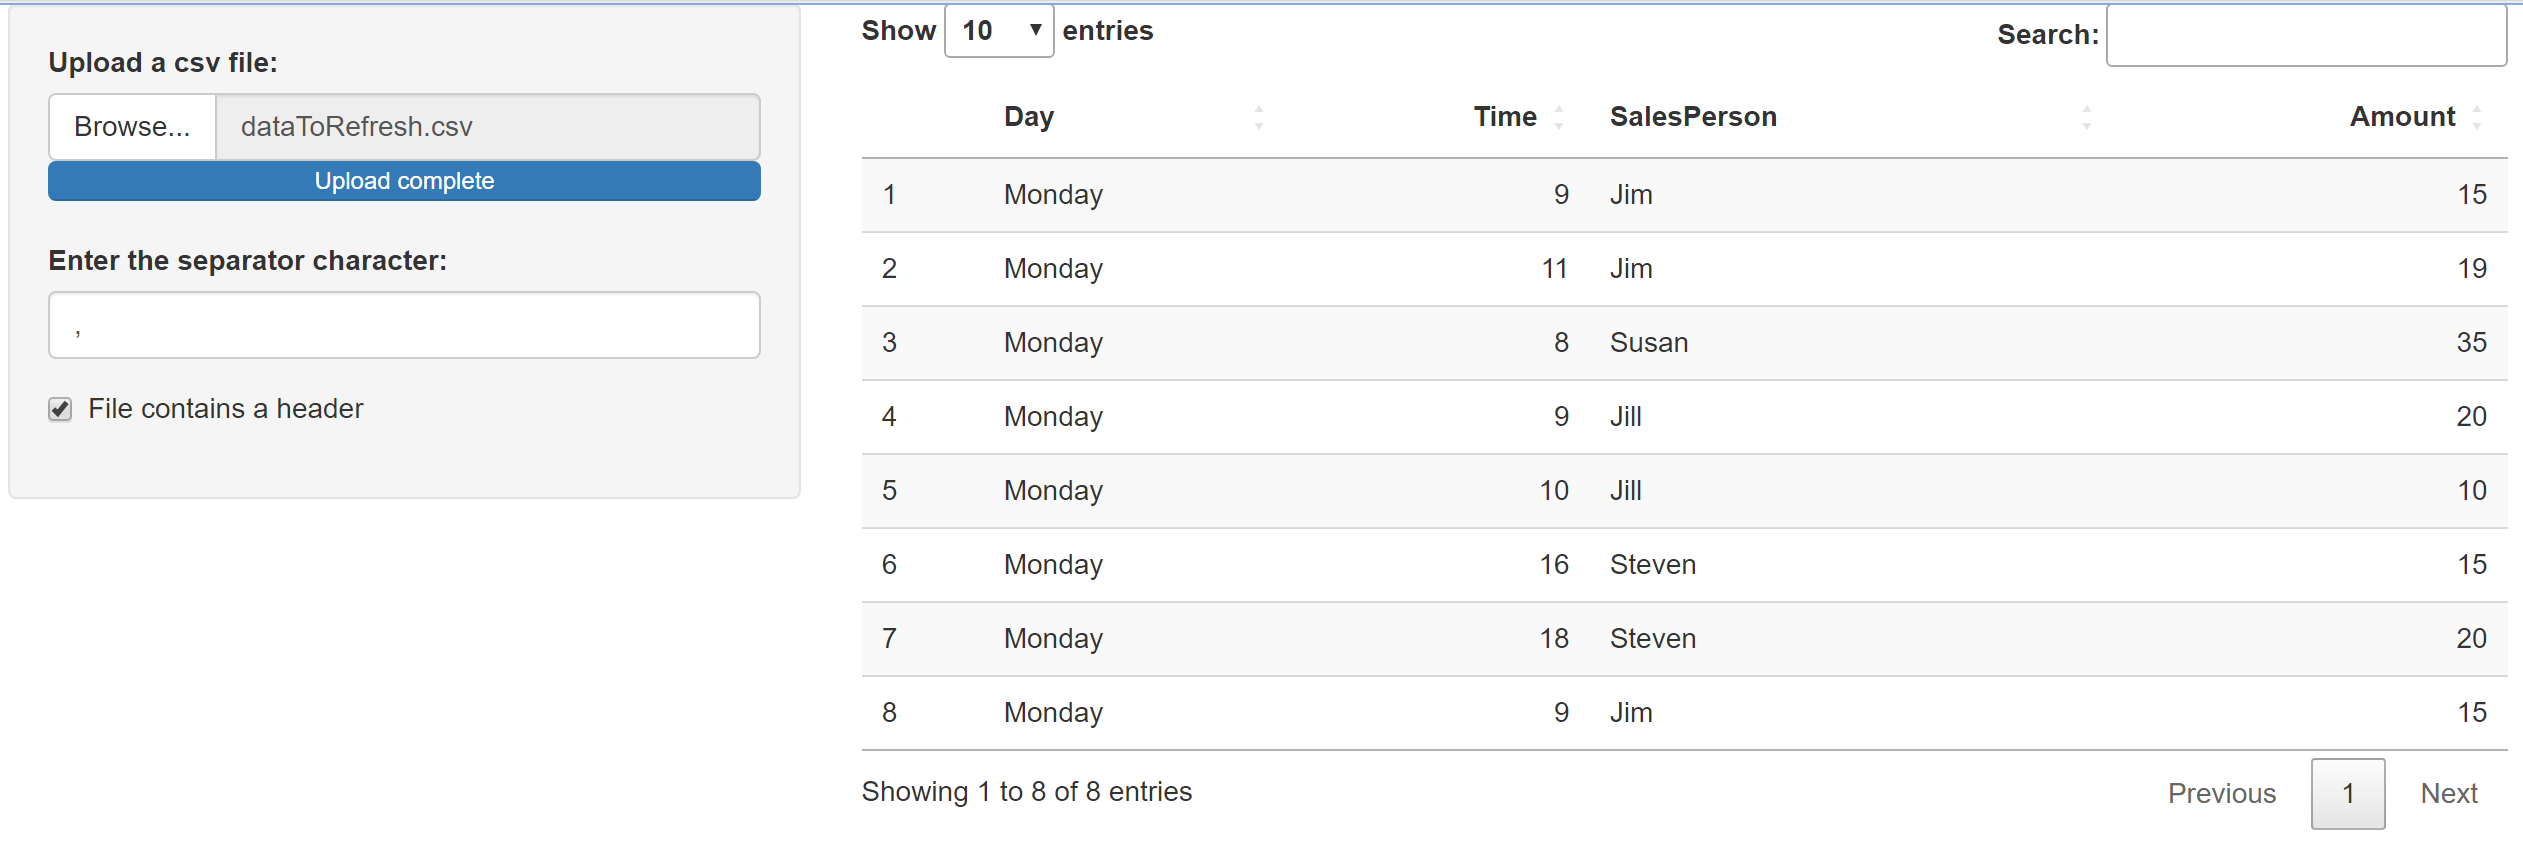 Upload a csv file:
Browse... dataToRefresh.csv
Upload complete
Enter the separator character:
,
File contains a header
Show 10 entries
Search:
Day Time SalesPerson Amount
1 Monday 9 Jim 15
2 Monday 11 Jim 19
3 Monday 8 Susan 35
4 Monday 9 Jill 20
5 Monday 10 Jill 10
6 Monday 16 Steven 15
7 Monday 18 Steven 20
8 Monday 9 Jim 15
Showing 1 to 8 of 8 entries
Previous 1 Next